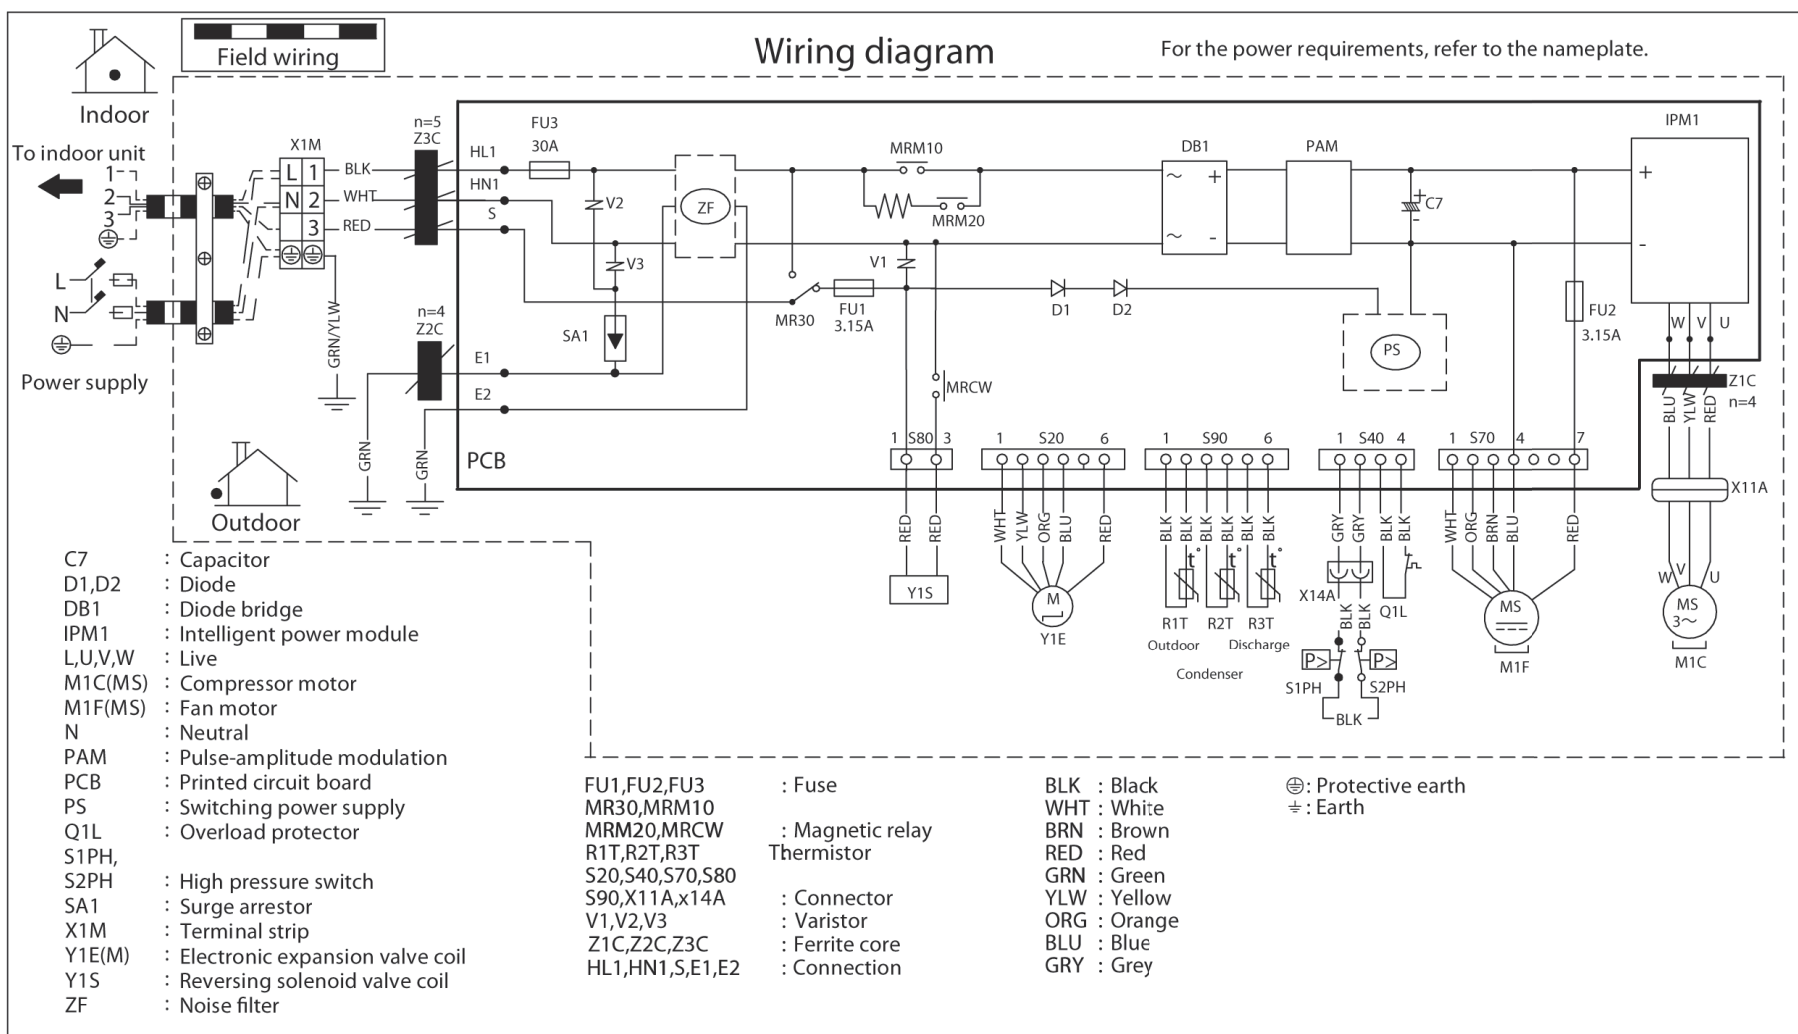 Field wiring
Wiring diagram
For the power requirements, refer to the nameplate.
Indoor
To indoor unit
1
2
3
L
N
Power supply
X1M
L 1
N 2
3
BLK
WHT
RED
GRN/YLW
n=5
Z3C
n=4
Z2C
GRN
GRN
HL1
HN1
S
E1
E2
PCB
FU3
30A
V2
V3
SA1
ZF
MRM10
MRM20
MR30
FU1
3.15A
V1
MRCW
D1
D2
DB1
~ +
~ -
PAM
+
C7
-
PS
FU2
3.15A
IPM1
+
-
W V U
Z1C
n=4
BLU YLW RED
X11A
W V U
MS
3~
M1C
1 S80 3
RED RED
Y1S
1 S20 6
WHT YLW ORG BLU RED
M
Y1E
1 S90 6
BLK BLK BLK BLK BLK BLK
t° t° t°
R1T R2T R3T
Outdoor Discharge
Condenser
1 S40 4
GRY GRY BLK BLK
X14A
Q1L
BLK BLK
P> P>
S1PH S2PH
BLK
1 S70 4 7
WHT ORG BRN BLU RED
MS
M1F
Outdoor
C7 : Capacitor
D1,D2 : Diode
DB1 : Diode bridge
IPM1 : Intelligent power module
L,U,V,W : Live
M1C(MS) : Compressor motor
M1F(MS) : Fan motor
N : Neutral
PAM : Pulse-amplitude modulation
PCB : Printed circuit board
PS : Switching power supply
Q1L : Overload protector
S1PH,
S2PH : High pressure switch
SA1 : Surge arrestor
X1M : Terminal strip
Y1E(M) : Electronic expansion valve coil
Y1S : Reversing solenoid valve coil
ZF : Noise filter
FU1,FU2,FU3 : Fuse
MR30,MRM10
MRM20,MRCW : Magnetic relay
R1T,R2T,R3T : Thermistor
S20,S40,S70,S80
S90,X11A,x14A : Connector
V1,V2,V3 : Varistor
Z1C,Z2C,Z3C : Ferrite core
HL1,HN1,S,E1,E2 : Connection
BLK : Black
WHT : White
BRN : Brown
RED : Red
GRN : Green
YLW : Yellow
ORG : Orange
BLU : Blue
GRY : Grey
: Protective earth
: Earth